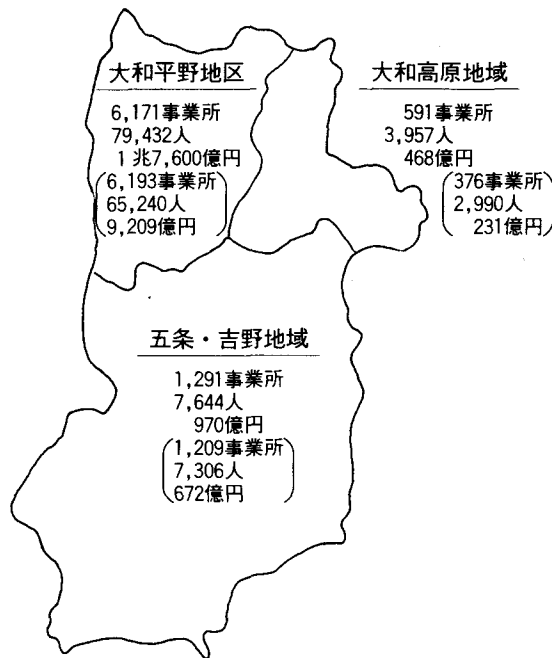 大和平野地区
6,171事業所
79,432人
1兆7,600億円
(6,193事業所
65,240人
9,209億円)
大和高原地域
591事業所
3,957人
468億円
(376事業所
2,990人
231億円)
五条・吉野地域
1,291事業所
7,644人
970億円
(1,209事業所
7,306人
672億円)